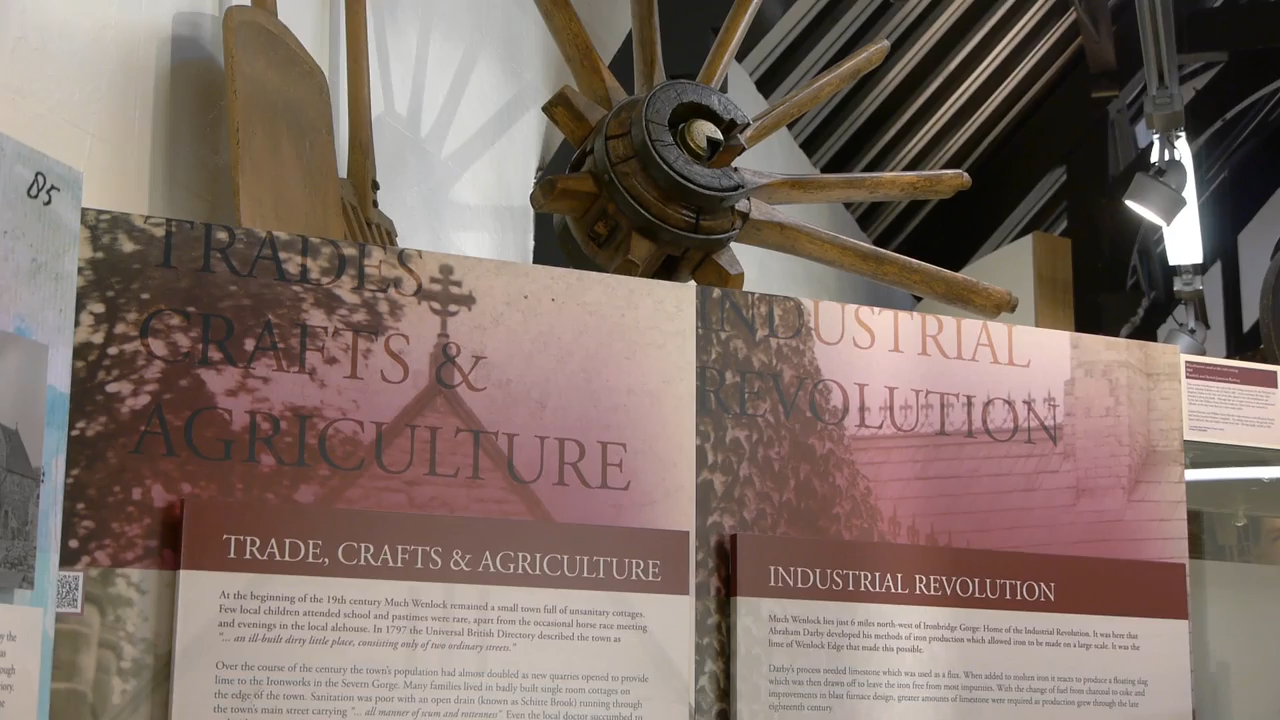 05
TRADES
CRAFTS &
AGRICULTURE
INDUSTRIAL
REVOLUTION
TRADE, CRAFTS & AGRICULTURE
At the beginning of the 19th century Much Wenlock remained a small town full of unsanitary cottages.
Few local children attended school and pastimes were rare, apart from the occasional horse race meeting
and evenings in the local alehouse. In 1797 the Universal British Directory described the town as
"... an ill-built dirty little place, consisting only of two ordinary streets."
Over the course of the century the town's population had almost doubled as new quarries opened to provide
lime to the Ironworks in the Severn Gorge. Many families lived in badly built single room cottages on
the edge of the town. Sanitation was poor with an open drain (known as Schitte Brook) running through
the town's main street carrying "... all manner of scum and rottenness" Even the local doctor succumbed to
INDUSTRIAL REVOLUTION
Much Wenlock lies just 6 miles north-west of Ironbridge Gorge: Home of the Industrial Revolution. It was here that
Abraham Darby developed his methods of iron production which allowed iron to be made on a large scale. It was the
lime of Wenlock Edge that made this possible.
Darby's process needed limestone which was used as a flux. When added to molten iron it reacts to produce a floating slag
which was then drawn off to leave the iron free from most impurities. With the change of fuel from charcoal to coke and
improvements in blast furnace design, greater amounts of limestone were required as production grew through the late
eighteenth century.